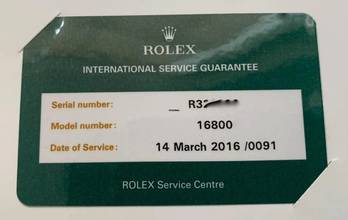 ROLEX
INTERNATIONAL SERVICE GUARANTEE
Serial number:
Model number: 16800
Date of Service: 14 March 2016 /0091
ROLEX Service Centre